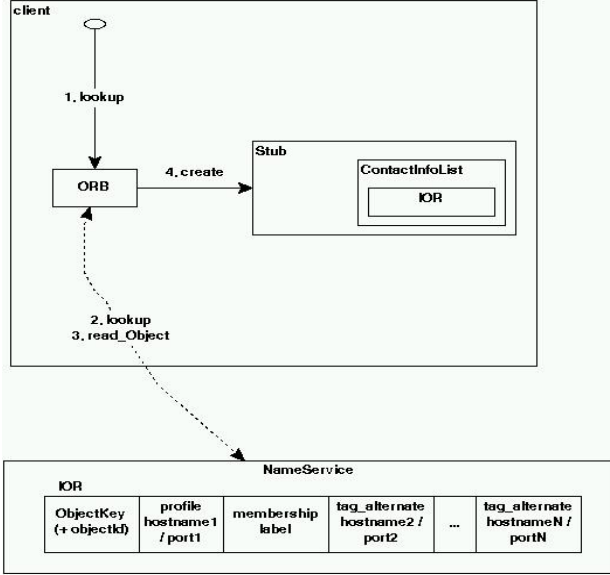 client
1. lookup
Stub
ContactInfoList
4. create
ORB
IOR
2. lookup
3. read_Object
NameService
IOR
ObjectKey
(+ objectId)
profile
hostname1
/ port1
membership
label
tag_alternate
hostname2 /
port2
...
tag_alternate
hostnameN /
portN